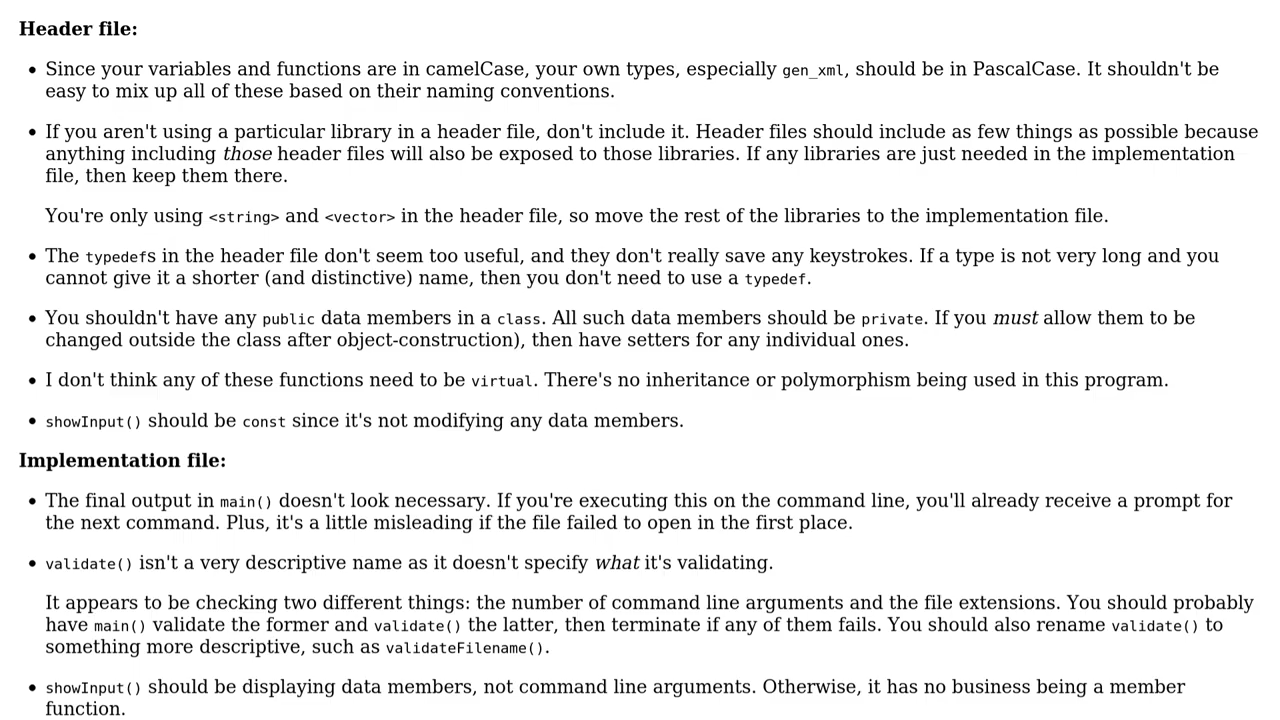 Header file:
• Since your variables and functions are in camelCase, your own types, especially gen_xml, should be in PascalCase. It shouldn't be
easy to mix up all of these based on their naming conventions.
• If you aren't using a particular library in a header file, don't include it. Header files should include as few things as possible because
anything including those header files will also be exposed to those libraries. If any libraries are just needed in the implementation
file, then keep them there.
You're only using <string> and <vector> in the header file, so move the rest of the libraries to the implementation file.
• The typedefs in the header file don't seem too useful, and they don't really save any keystrokes. If a type is not very long and you
cannot give it a shorter (and distinctive) name, then you don't need to use a typedef.
• You shouldn't have any public data members in a class. All such data members should be private. If you must allow them to be
changed outside the class after object-construction), then have setters for any individual ones.
• I don't think any of these functions need to be virtual. There's no inheritance or polymorphism being used in this program.
• showInput() should be const since it's not modifying any data members.
Implementation file:
• The final output in main() doesn't look necessary. If you're executing this on the command line, you'll already receive a prompt for
the next command. Plus, it's a little misleading if the file failed to open in the first place.
• validate() isn't a very descriptive name as it doesn't specify what it's validating.
It appears to be checking two different things: the number of command line arguments and the file extensions. You should probably
have main() validate the former and validate() the latter, then terminate if any of them fails. You should also rename validate() to
something more descriptive, such as validateFilename().
• showInput() should be displaying data members, not command line arguments. Otherwise, it has no business being a member
function.